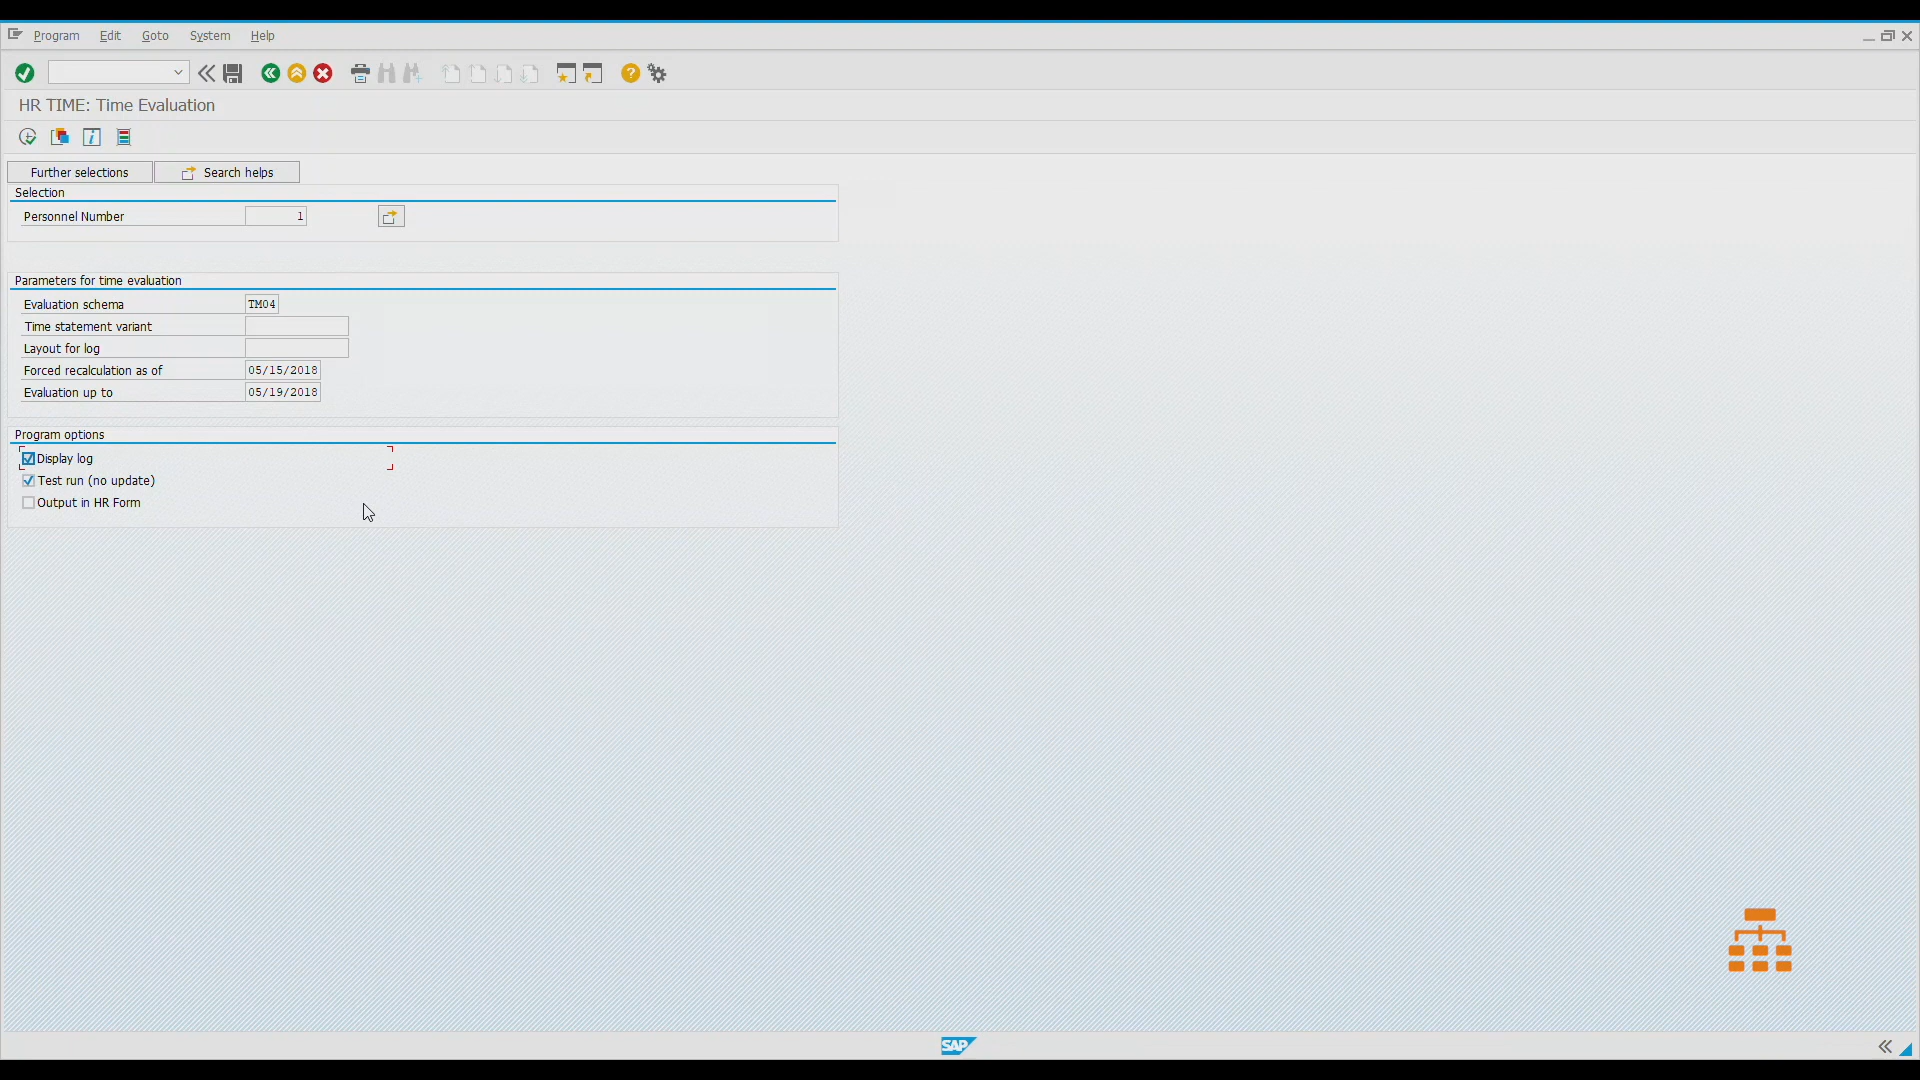 Program Edit Goto System Help
HR TIME: Time Evaluation
Further selections Search helps
Selection
Personnel Number 1
Parameters for time evaluation
Evaluation schema TM04
Time statement variant
Layout for log
Forced recalculation as of 05/15/2018
Evaluation up to 05/19/2018
Program options
Display log
Test run (no update)
Output in HR Form
SAP